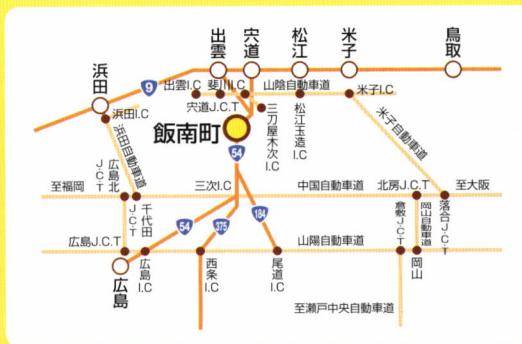 出雲
宍道
松江
米子
鳥取
浜田
9
出雲I.C
斐川I.C
山陰自動車道
米子I.C
宍道J.C.T
浜田I.C
三刀屋木次I.C
松江玉造I.C
飯南町
54
浜田自動車道
米子自動車道
広島北J.C.T
至福岡
千代田J.C.T
三次I.C
中国自動車道
北房J.C.T
至大阪
54
375
184
倉敷J.C.T
岡山自動車道
落合J.C.T
広島J.C.T
山陽自動車道
広島
広島I.C
西条I.C
尾道I.C
岡山
至瀬戸中央自動車道